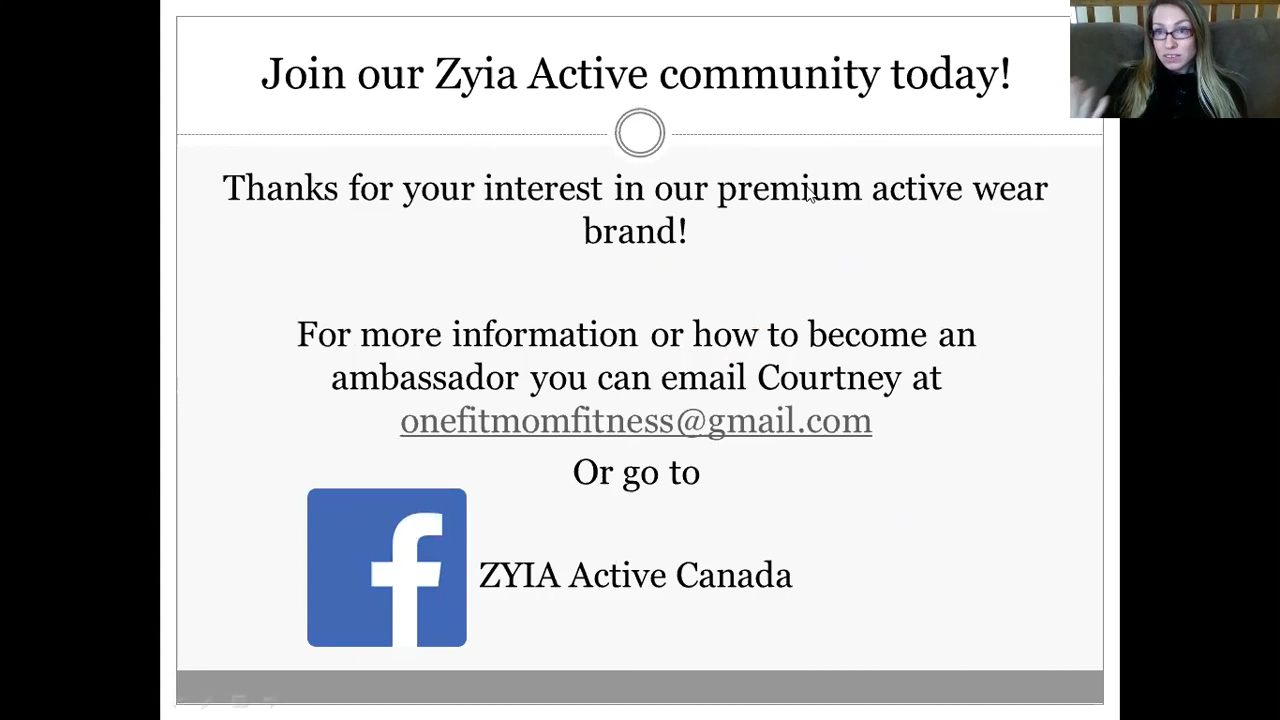 Join our Zyia Active community today!
Thanks for your interest in our premium active wear
brand!
For more information or how to become an
ambassador you can email Courtney at
onefitmomfitness@gmail.com
Or go to
f
ZYIA Active Canada